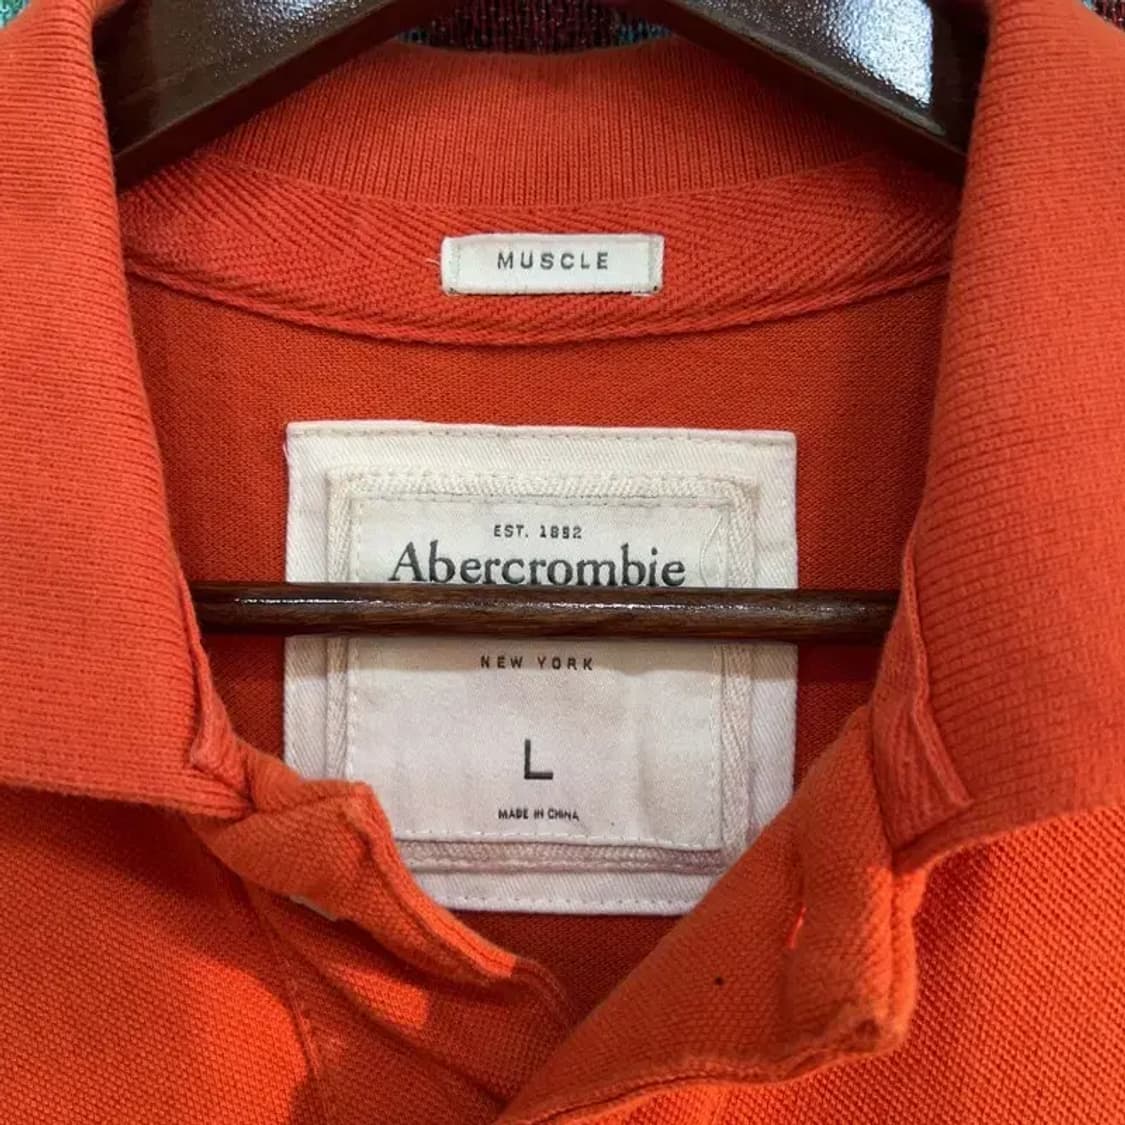 MUSCLE
EST. 1892
Abercrombie
NEW YORK
L
MADE IN CHINA